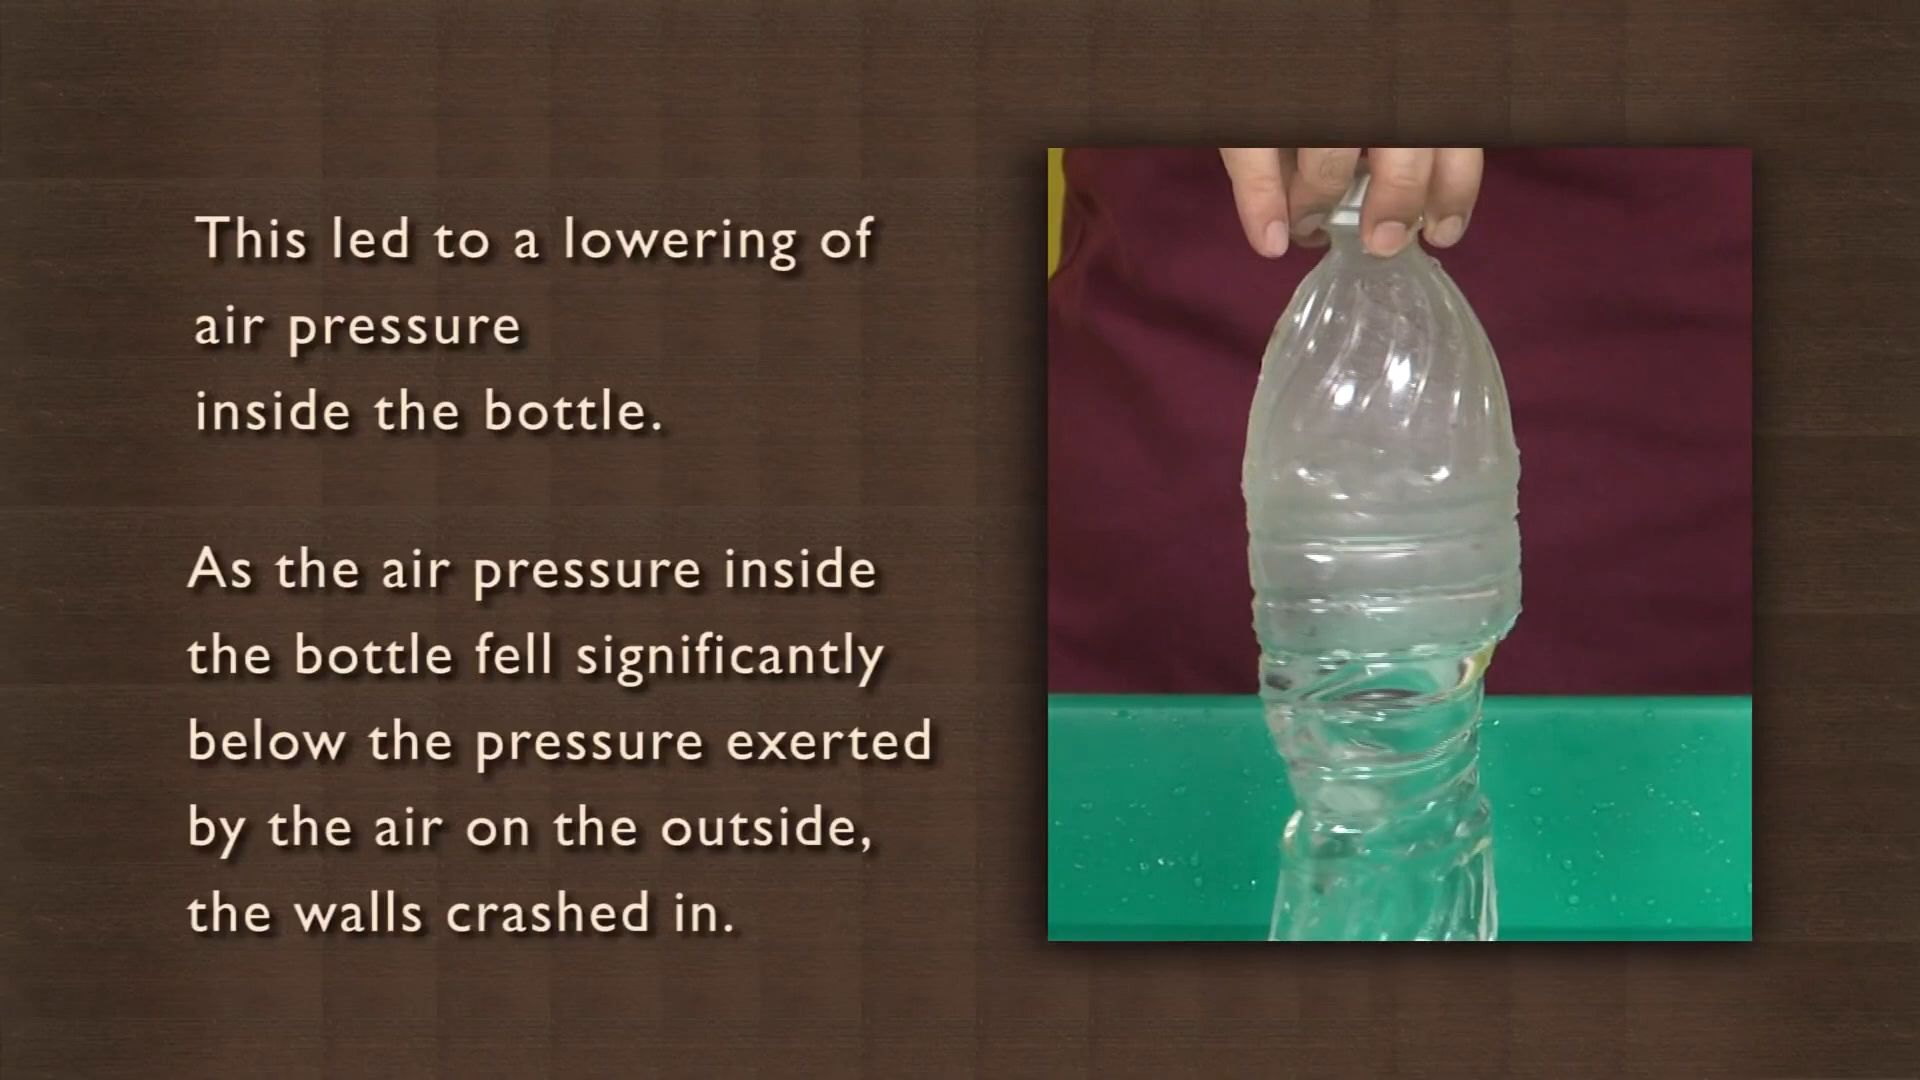 This led to a lowering of
air pressure
inside the bottle.
As the air pressure inside
the bottle fell significantly
below the pressure exerted
by the air on the outside,
the walls crashed in.